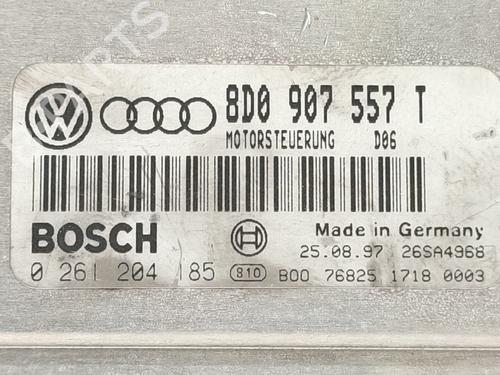 8D0 907 557 T
MOTORSTEUERUNG D06
BOSCH
Made in Germany
25.08.97 26SA4968
0 261 204 185 810 B00 76825 1718 0003
PARTS